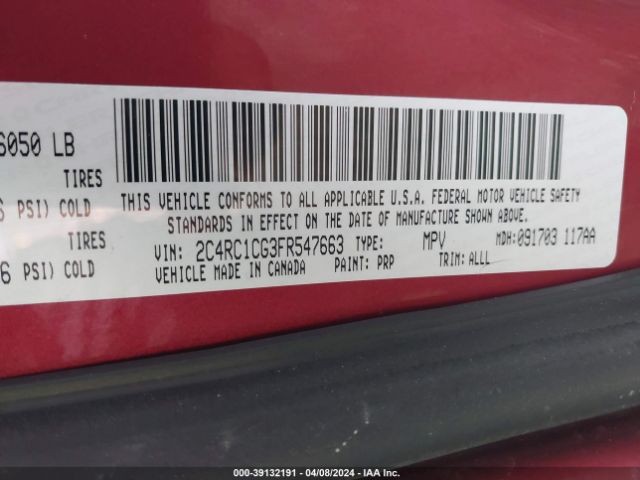 6050 LB
TIRES
PSI) COLD
6 PSI) COLD
THIS VEHICLE CONFORMS TO ALL APPLICABLE U.S.A. FEDERAL MOTOR VEHICLE SAFETY
STANDARDS IN EFFECT ON THE DATE OF MANUFACTURE SHOWN ABOVE.
VIN: 2C4RC1CG3FR547663 TYPE: MPV MDH: 091703 117AA
VEHICLE MADE IN CANADA PAINT: PRP TRIM: ALLL
000-39132191 - 04/08/2024 - IAA Inc.